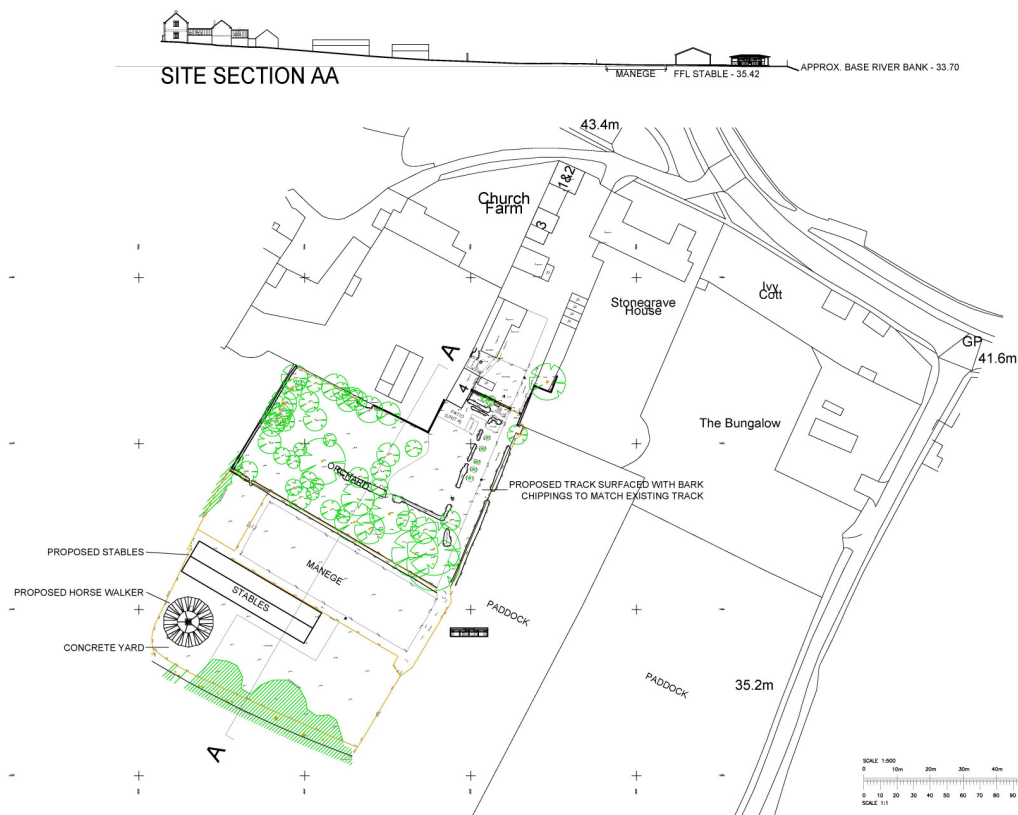 MANEGE
FFL STABLE - 35.42
APPROX. BASE RIVER BANK - 33.70
SITE SECTION AA
43.4m
1&2
Church
Farm
3
P
P
Stonegrave
House
P
P
P
P
Ivy
Cott
GP
41.6m
A
P
4
PATIO
(UNIT 4)
The Bungalow
ORCHARD
PROPOSED TRACK SURFACED WITH BARK
CHIPPINGS TO MATCH EXISTING TRACK
PROPOSED STABLES
MANEGE
PROPOSED HORSE WALKER
STABLES
PADDOCK
CONCRETE YARD
PADDOCK
35.2m
A
SCALE 1:500
0 10m 20m 30m 40m
0 10 20 30 40 50 60 70 80 90
SCALE 1:1